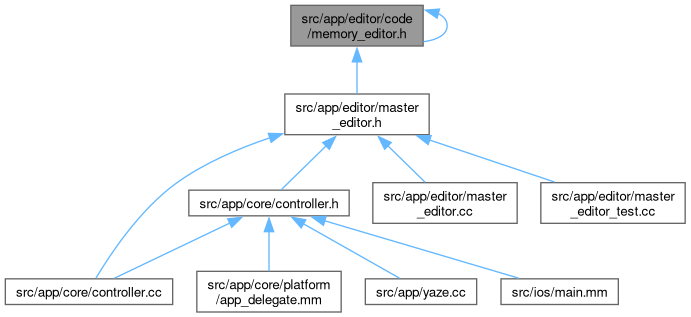 src/app/editor/code
/memory_editor.h
src/app/editor/master
_editor.h
src/app/core/controller.h
src/app/editor/master
_editor.cc
src/app/editor/master
_editor_test.cc
src/app/core/controller.cc
src/app/core/platform
/app_delegate.mm
src/app/yaze.cc
src/ios/main.mm